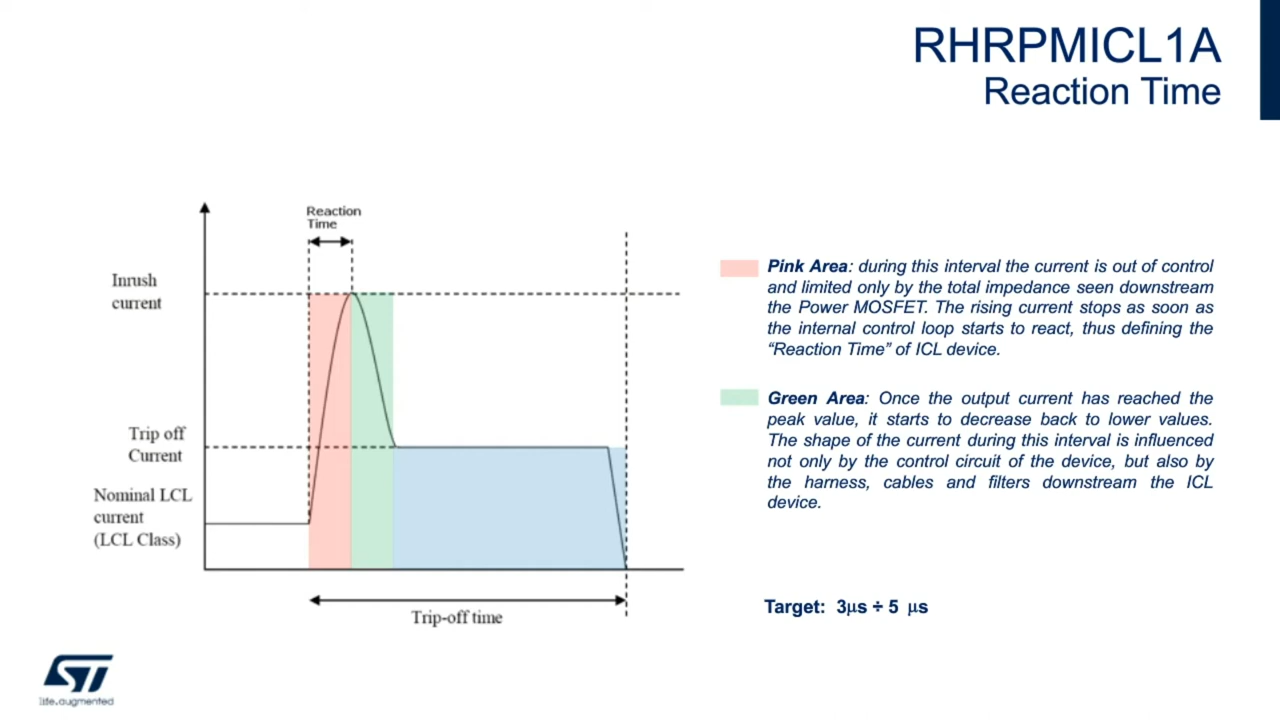 RHRPMICL1A
Reaction Time
Reaction
Time
Inrush
current
Trip off
Current
Nominal LCL
current
(LCL Class)
Trip-off time
Pink Area: during this interval the current is out of control
and limited only by the total impedance seen downstream
the Power MOSFET. The rising current stops as soon as
the internal control loop starts to react, thus defining the
“Reaction Time” of ICL device.
Green Area: Once the output current has reached the
peak value, it starts to decrease back to lower values.
The shape of the current during this interval is influenced
not only by the control circuit of the device, but also by
the harness, cables and filters downstream the ICL
device.
Target: 3μs ÷ 5 μs
ST
life.augmented